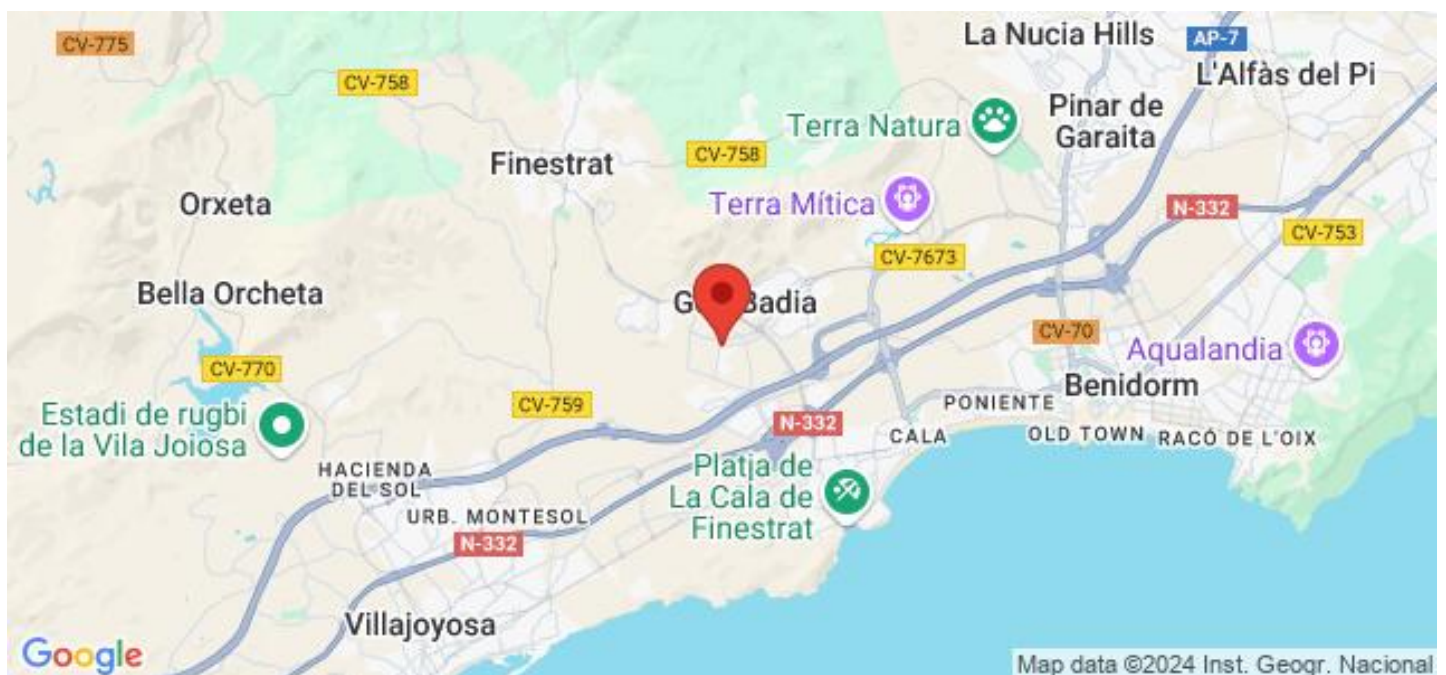 CV-775
La Nucia Hills
AP-7
L'Alfàs del Pi
CV-758
Pinar de
Garaita
Terra Natura
Finestrat
CV-758
Orxeta
Terra Mítica
N-332
CV-753
CV-7673
Bella Orcheta
Badia
CV-70
Aqualandia
CV-770
Benidorm
CV-759
PONIENTE
Estadi de rugbi
de la Vila Joiosa
N-332
CALA
OLD TOWN
RACÓ DE L'OIX
HACIENDA
DEL SOL
Platja de
La Cala de
Finestrat
URB. MONTESOL
N-332
Villajoyosa
Google
Map data ©2024 Inst. Geogr. Nacional